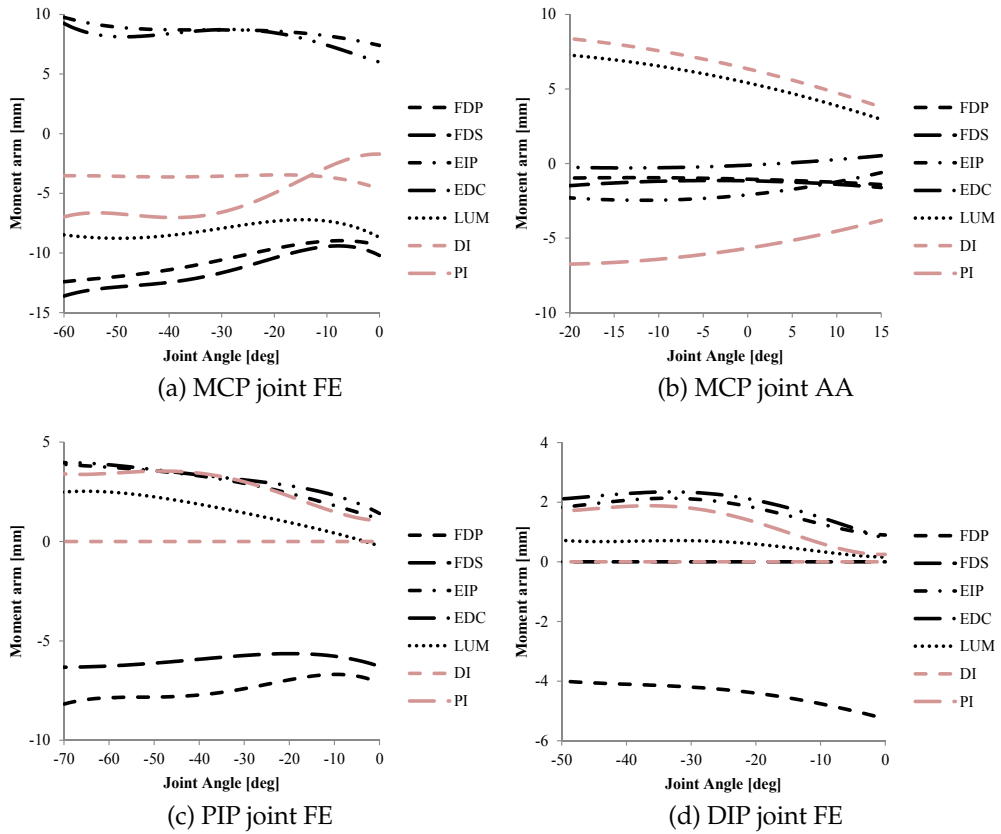 10
5
0
-5
-10
-15
Moment arm [mm]
-60 -50 -40 -30 -20 -10 0
Joint Angle [deg]
FDP
FDS
EIP
EDC
LUM
DI
PI
(a) MCP joint FE
10
5
0
-5
-10
Moment arm [mm]
-20 -15 -10 -5 0 5 10 15
Joint Angle [deg]
FDP
FDS
EIP
EDC
LUM
DI
PI
(b) MCP joint AA
5
0
-5
-10
Moment arm [mm]
-70 -60 -50 -40 -30 -20 -10 0
Joint Angle [deg]
FDP
FDS
EIP
EDC
LUM
DI
PI
(c) PIP joint FE
4
2
0
-2
-4
-6
Moment arm [mm]
-50 -40 -30 -20 -10 0
Joint Angle [deg]
FDP
FDS
EIP
EDC
LUM
DI
PI
(d) DIP joint FE